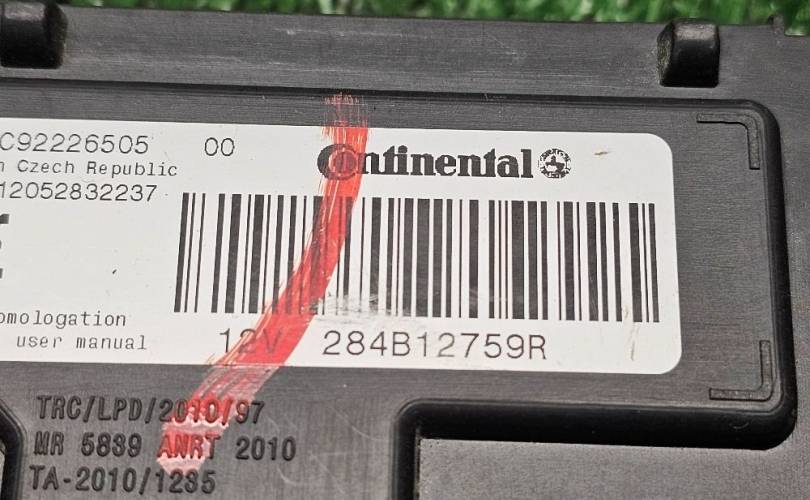 C92226505 00
Continental
n Czech Republic
12052832237
omologation
user manual
12V 284B12759R
TRC/LPD/2010/97
MR 5839 ANRT 2010
TA-2010/1235